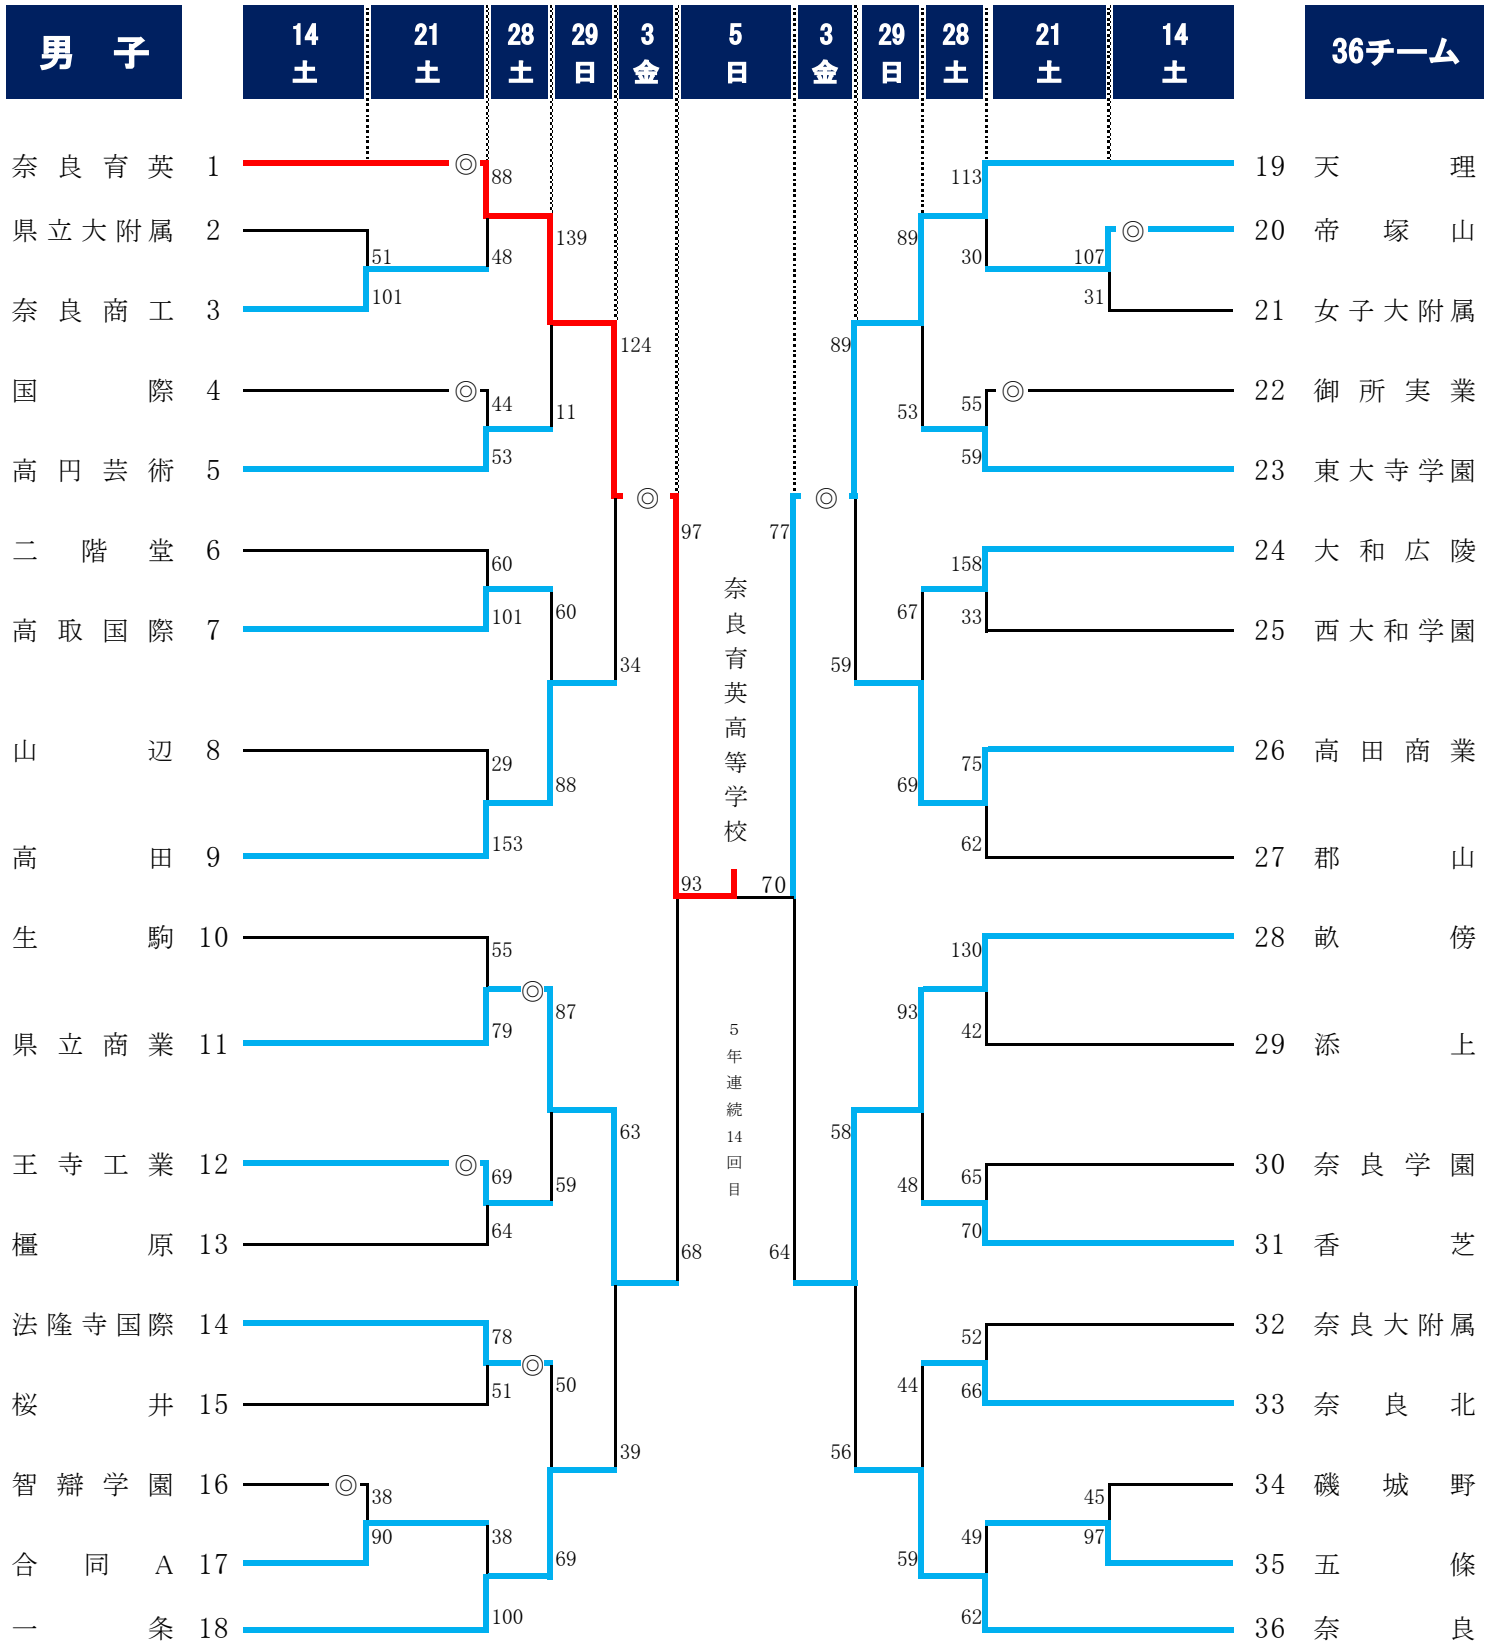 男 子
14 土
21 土
28 土
29 日
3 金
5 日
3 金
29 日
28 土
21 土
14 土
36チーム
奈良育英 1
県立大附属 2
奈良商工 3
国際 4
高円芸術 5
二階堂 6
高取国際 7
山辺 8
高田 9
生駒 10
県立商業 11
王寺工業 12
橿原 13
法隆寺国際 14
桜井 15
智辯学園 16
合同A 17
一条 18
◎
88
51
48
101
139
◎
44
11
53
124
60
101
60
34
29
88
153
◎
97
68
93
55
◎
79
87
63
◎
69
59
64
78
◎
51
50
39
◎
38
90
38
69
100
奈良育英高等学校
5年連続14回目
113
30
◎
107
31
89
◎
55
53
59
89
158
33
67
59
75
69
62
◎
77
64
70
130
42
93
58
65
48
70
52
66
44
56
45
97
49
59
62
19 天理
20 帝塚山
21 女子大附属
22 御所実業
23 東大寺学園
24 大和広陵
25 西大和学園
26 高田商業
27 郡山
28 畝傍
29 添上
30 奈良学園
31 香芝
32 奈良大附属
33 奈良北
34 磯城野
35 五條
36 奈良